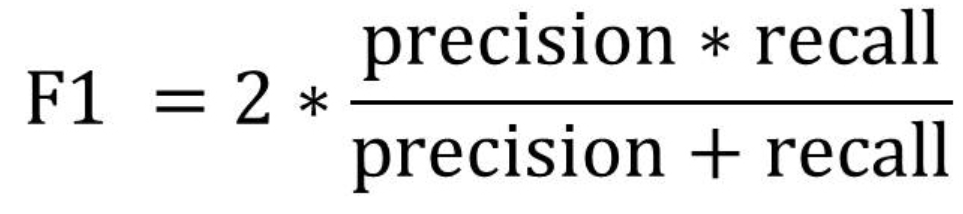 precision * recall
F1 = 2 *
precision + recall